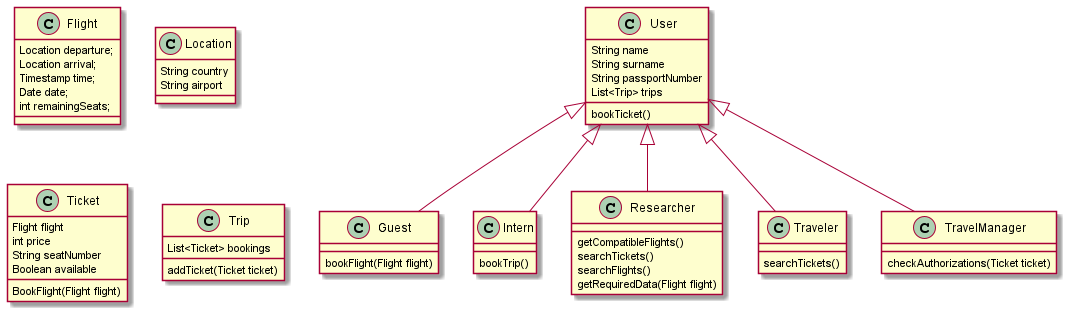 C Flight
Location departure;
Location arrival;
Timestamp time;
Date date;
int remainingSeats;
C Location
String country
String airport
C User
String name
String surname
String passportNumber
List<Trip> trips
bookTicket()
C Ticket
Flight flight
int price
String seatNumber
Boolean available
BookFlight(Flight flight)
C Trip
List<Ticket> bookings
addTicket(Ticket ticket)
C Guest
bookFlight(Flight flight)
C Intern
bookTrip()
C Researcher
getCompatibleFlights()
searchTickets()
searchFlights()
getRequiredData(Flight flight)
C Traveler
searchTickets()
C TravelManager
checkAuthorizations(Ticket ticket)